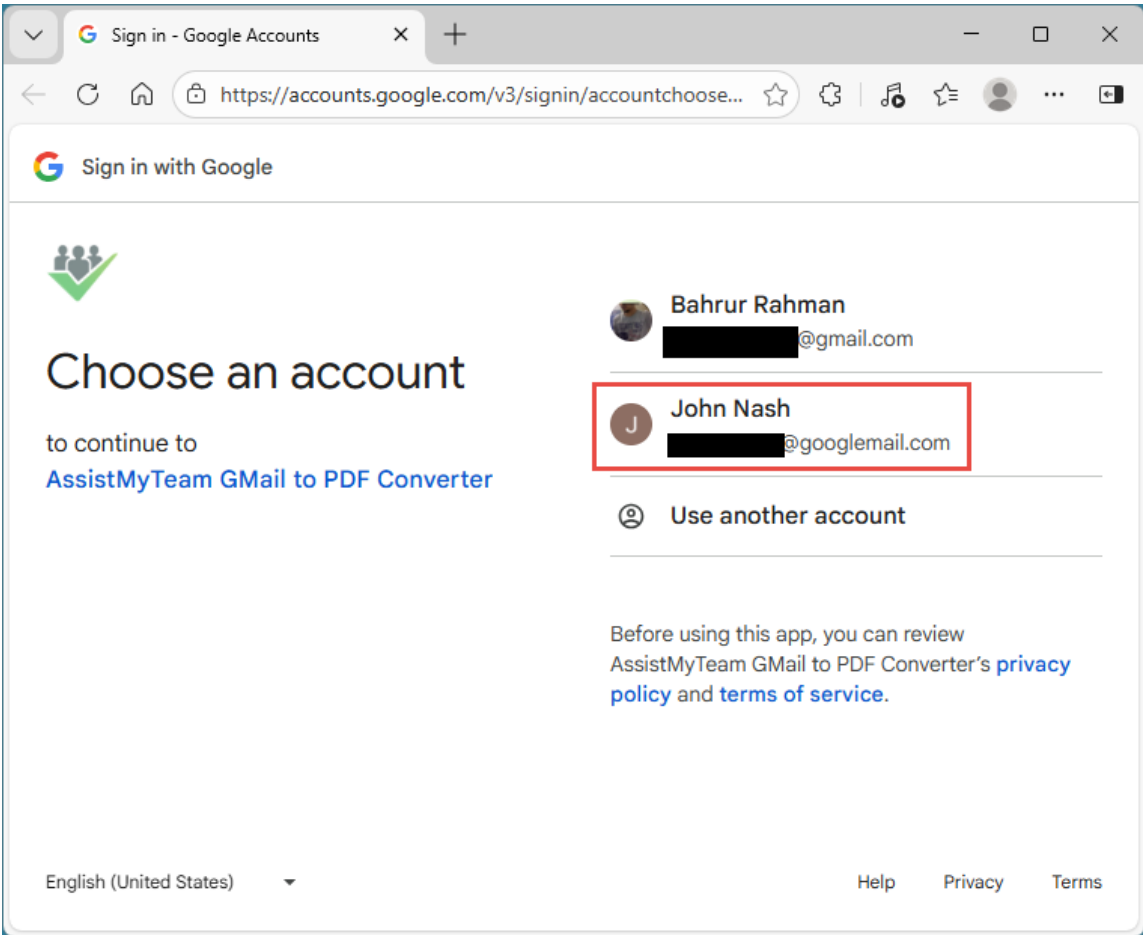 Sign in - Google Accounts
https://accounts.google.com/v3/signin/accountchoose...
Sign in with Google
Choose an account
to continue to
AssistMyTeam GMail to PDF Converter
Bahrur Rahman
@gmail.com
J
John Nash
@googlemail.com
Use another account
Before using this app, you can review
AssistMyTeam GMail to PDF Converter’s privacy
policy and terms of service.
English (United States)
Help Privacy Terms